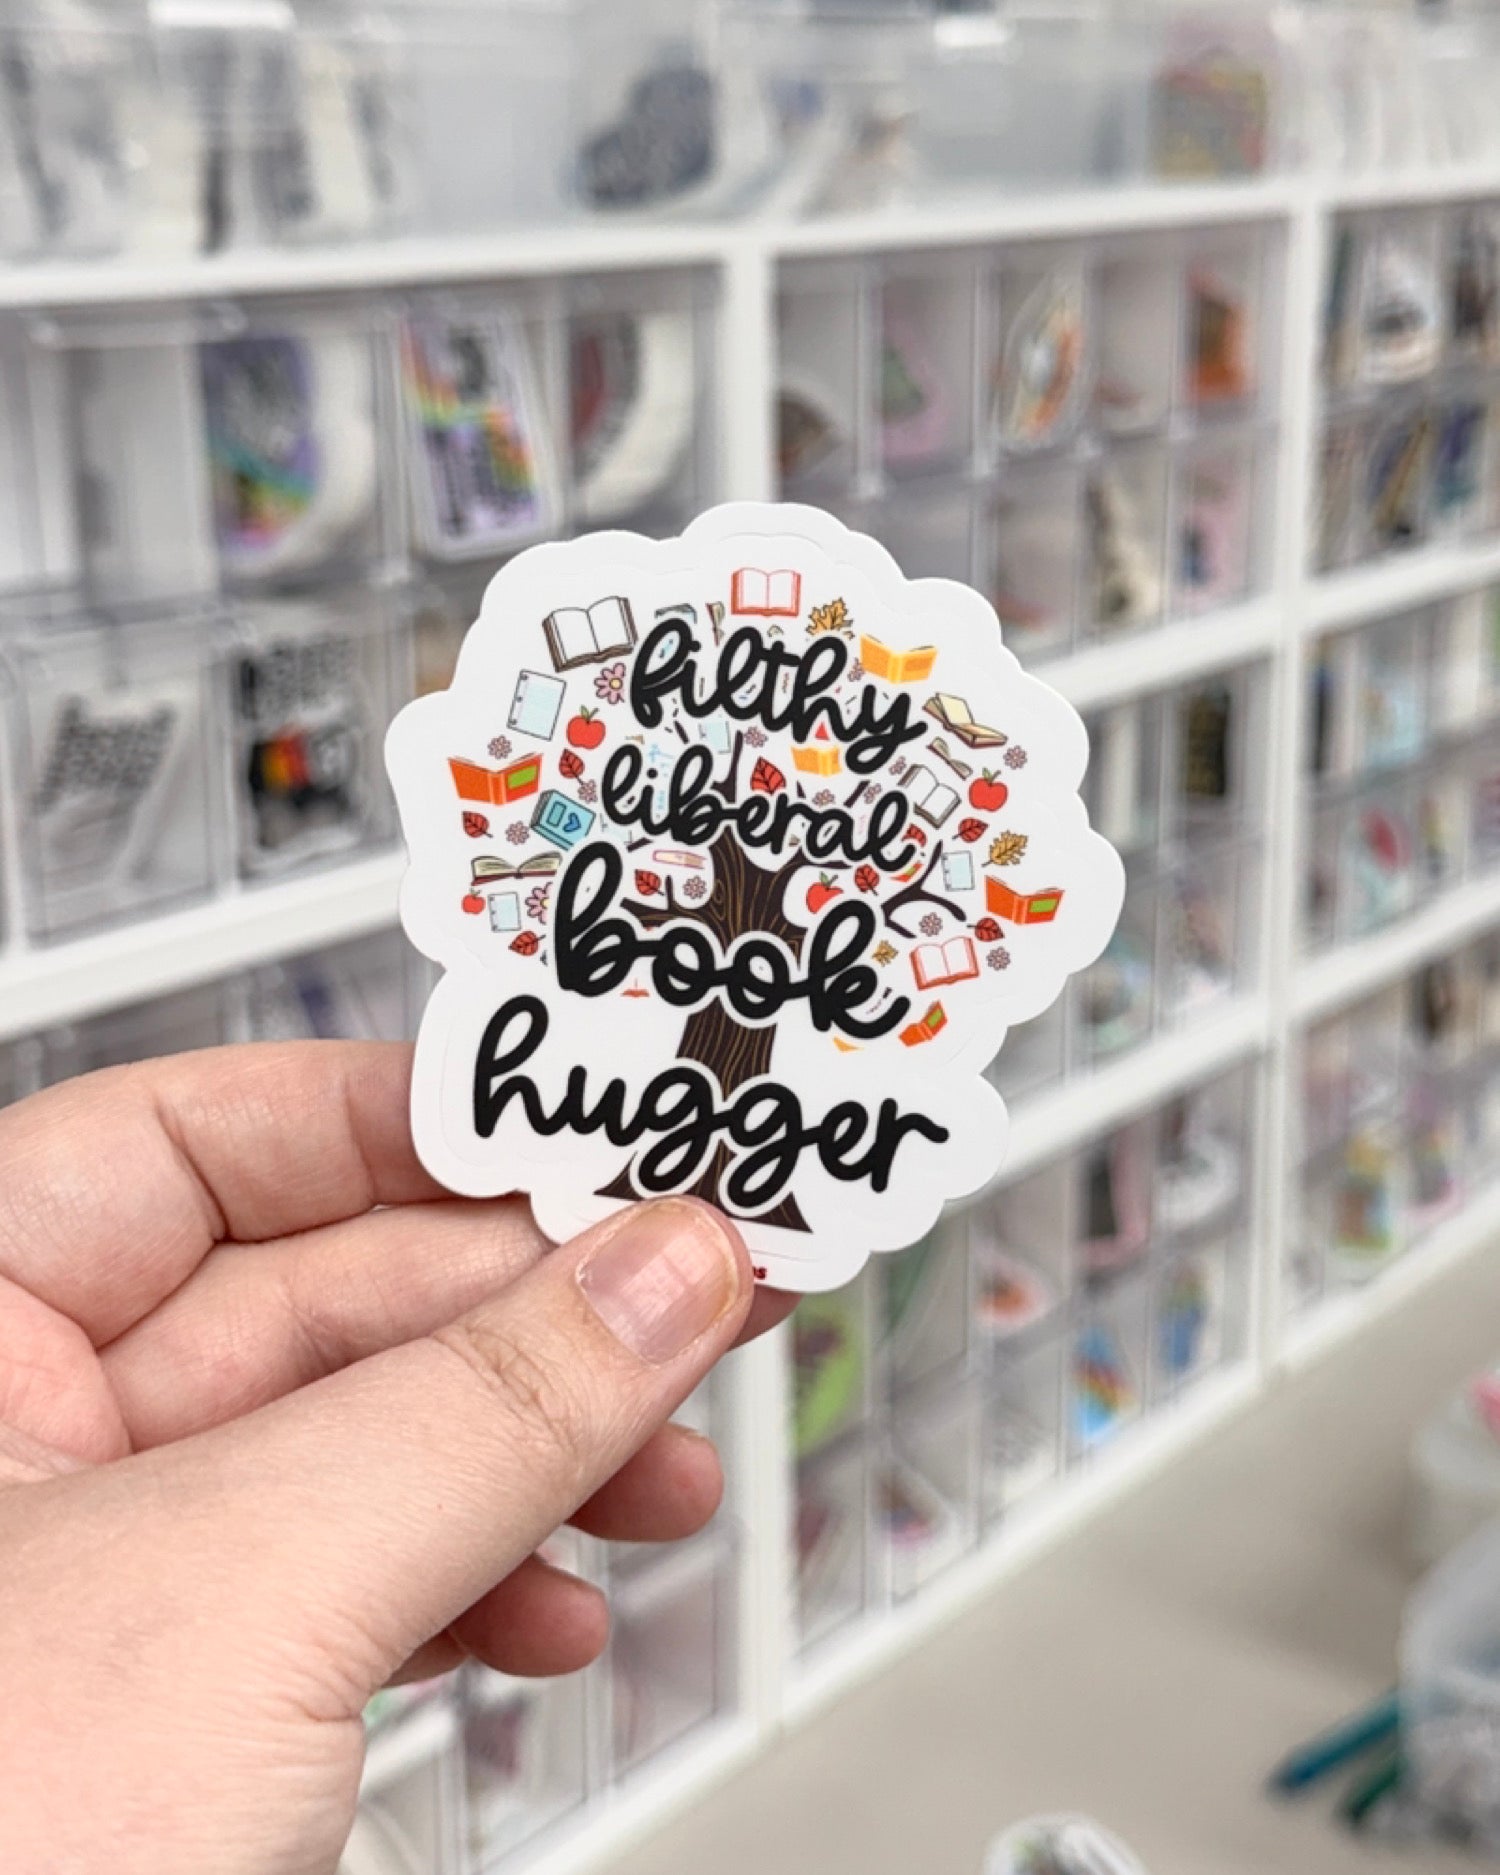 filthy
liberal
book
hugger